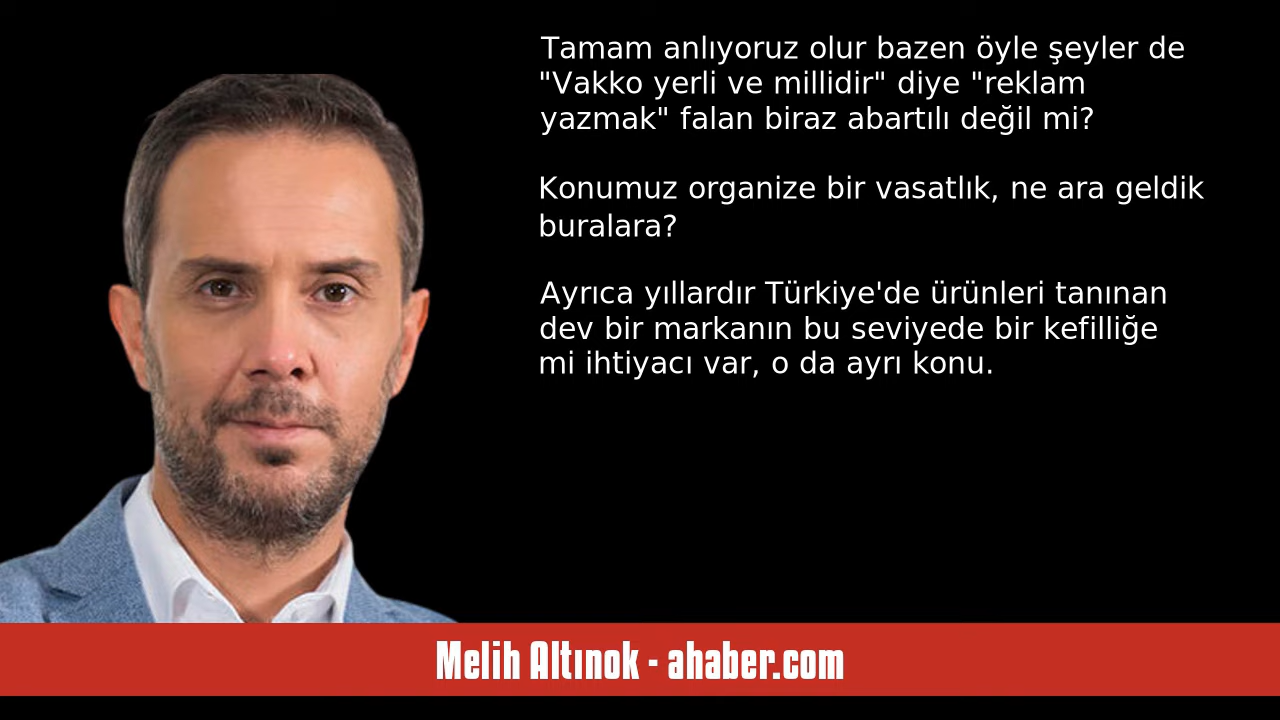 Tamam anlıyoruz olur bazen öyle şeyler de
"Vakko yerli ve millidir" diye "reklam
yazmak" falan biraz abartılı değil mi?
Konumuz organize bir vasatlık, ne ara geldik
buralara?
Ayrıca yıllardır Türkiye'de ürünleri tanınan
dev bir markanın bu seviyede bir kefilliğe
mi ihtiyacı var, o da ayrı konu.
Melih Altınok - ahaber.com